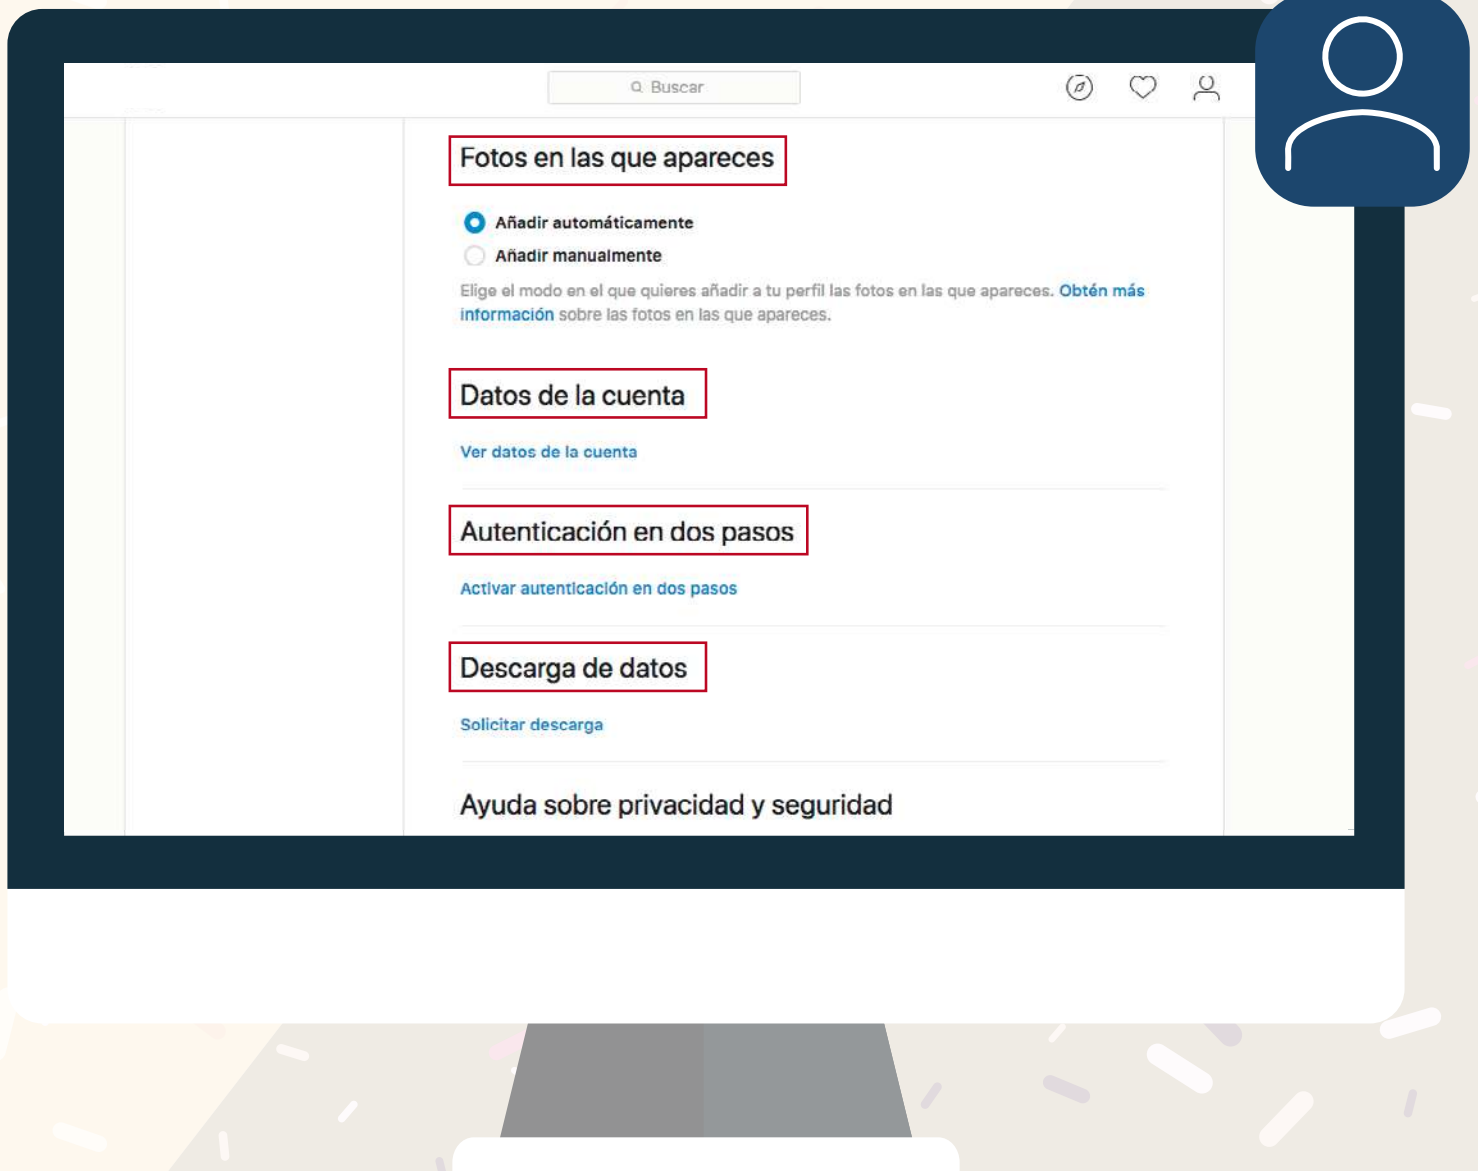 Buscar
Fotos en las que apareces
Añadir automáticamente
Añadir manualmente
Elige el modo en el que quieres añadir a tu perfil las fotos en las que apareces. Obtén más
información sobre las fotos en las que apareces.
Datos de la cuenta
Ver datos de la cuenta
Autenticación en dos pasos
Activar autenticación en dos pasos
Descarga de datos
Solicitar descarga
Ayuda sobre privacidad y seguridad